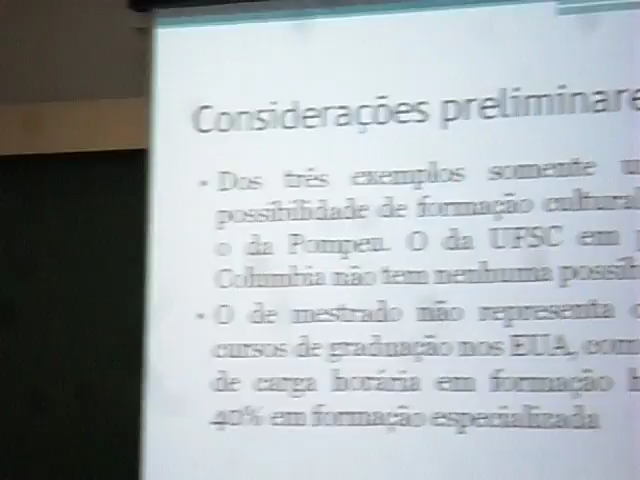 Considerações preliminare
• Dos três exemplos somente u
possibilidade de formação cultural
o da Pompeu. O da UFSC em p
Columbia não tem nenhuma possib
• O de mestrado não representa o
cursos de graduação nos EUA, com
de carga horária em formação h
40% em formação especializada